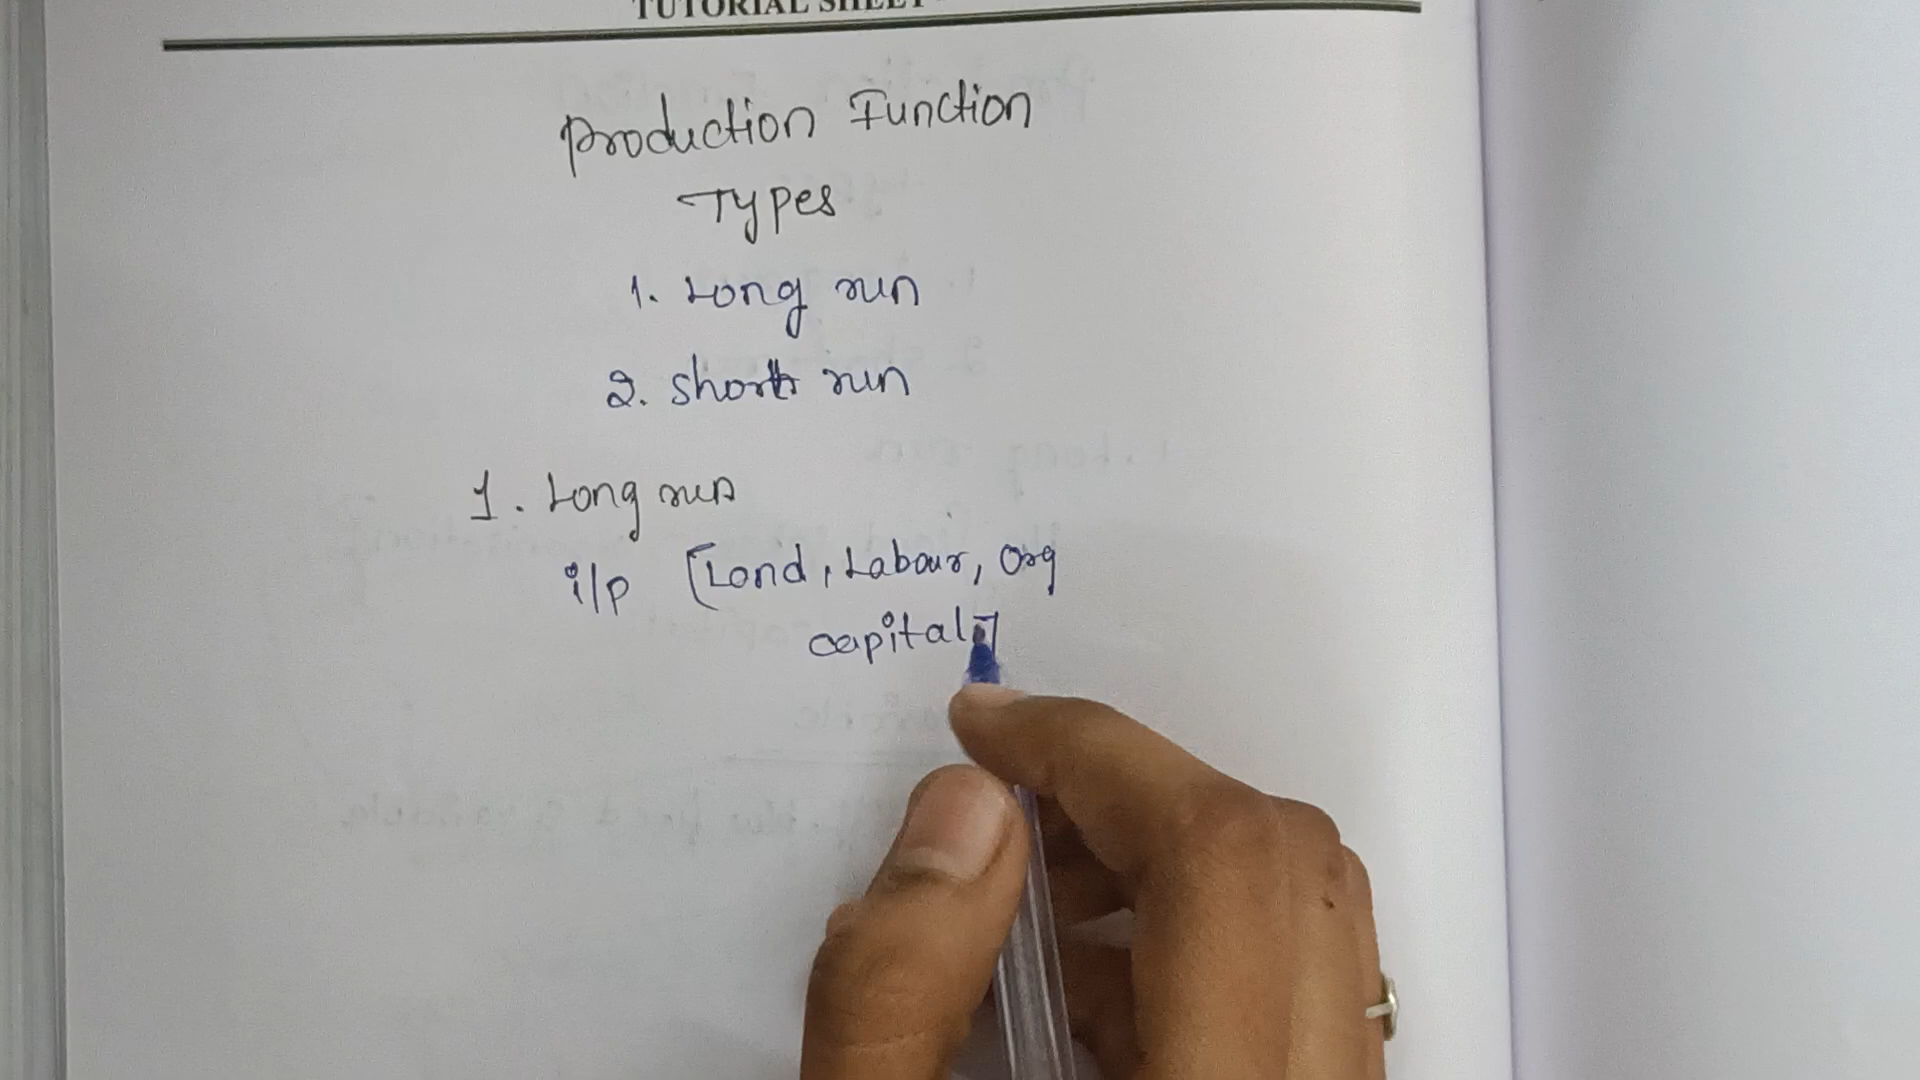 TUTORIAL SHEET
Production Function
Types
1. Long run
2. short run
1. Long run
i/p [Land, Labour, Org
capital]